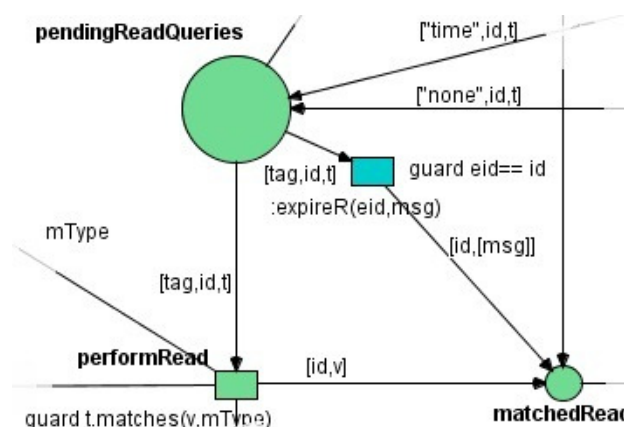 pendingReadQueries
["time",id,t]
["none",id,t]
[tag,id,t]
guard eid== id
:expireR(eid,msg)
mType
[id,[msg]]
[tag,id,t]
performRead
[id,v]
guard t.matches(v,mType)
matchedRead